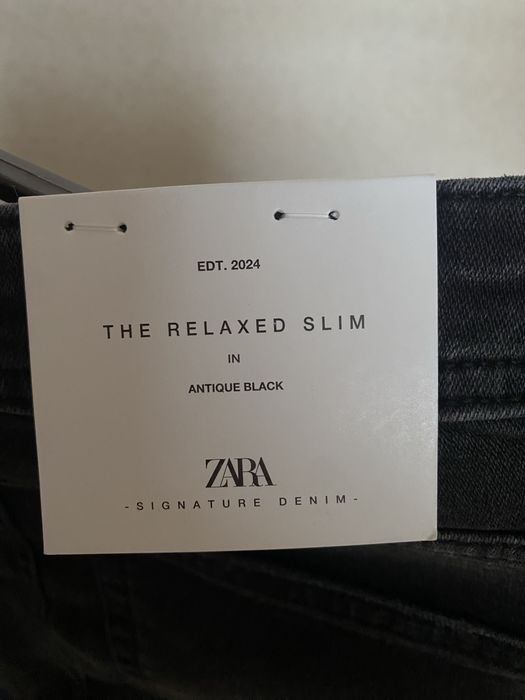 EDT. 2024
THE RELAXED SLIM
IN
ANTIQUE BLACK
ZARA
-SIGNATURE DENIM-